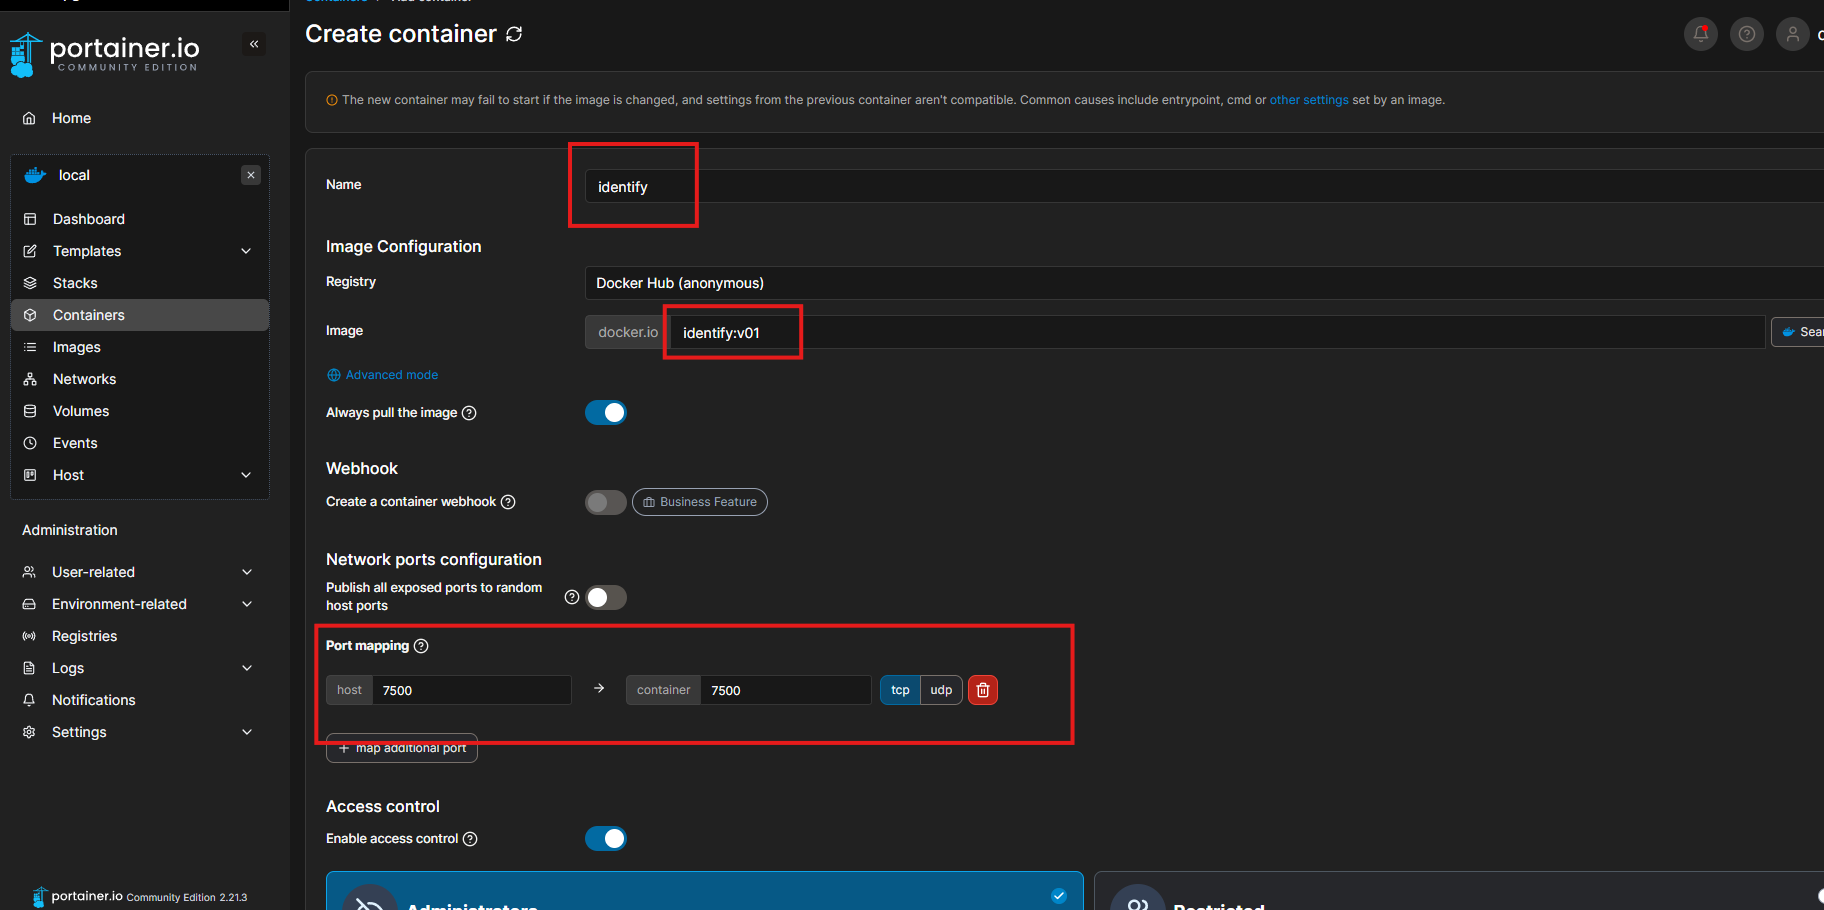 Create container
portainer.io
COMMUNITY EDITION
The new container may fail to start if the image is changed, and settings from the previous container aren't compatible. Common causes include entrypoint, cmd or other settings set by an image.
Home
local
Dashboard
Templates
Stacks
Containers
Images
Networks
Volumes
Events
Host
Administration
User-related
Environment-related
Registries
Logs
Notifications
Settings
portainer.io Community Edition 2.21.3
Name
identify
Image Configuration
Registry
Docker Hub (anonymous)
Image
docker.io
identify:v01
Advanced mode
Always pull the image
Webhook
Create a container webhook
Business Feature
Network ports configuration
Publish all exposed ports to random
host ports
Port mapping
host 7500 → container 7500 tcp udp
+ map additional port
Access control
Enable access control
Administrators
Restricted